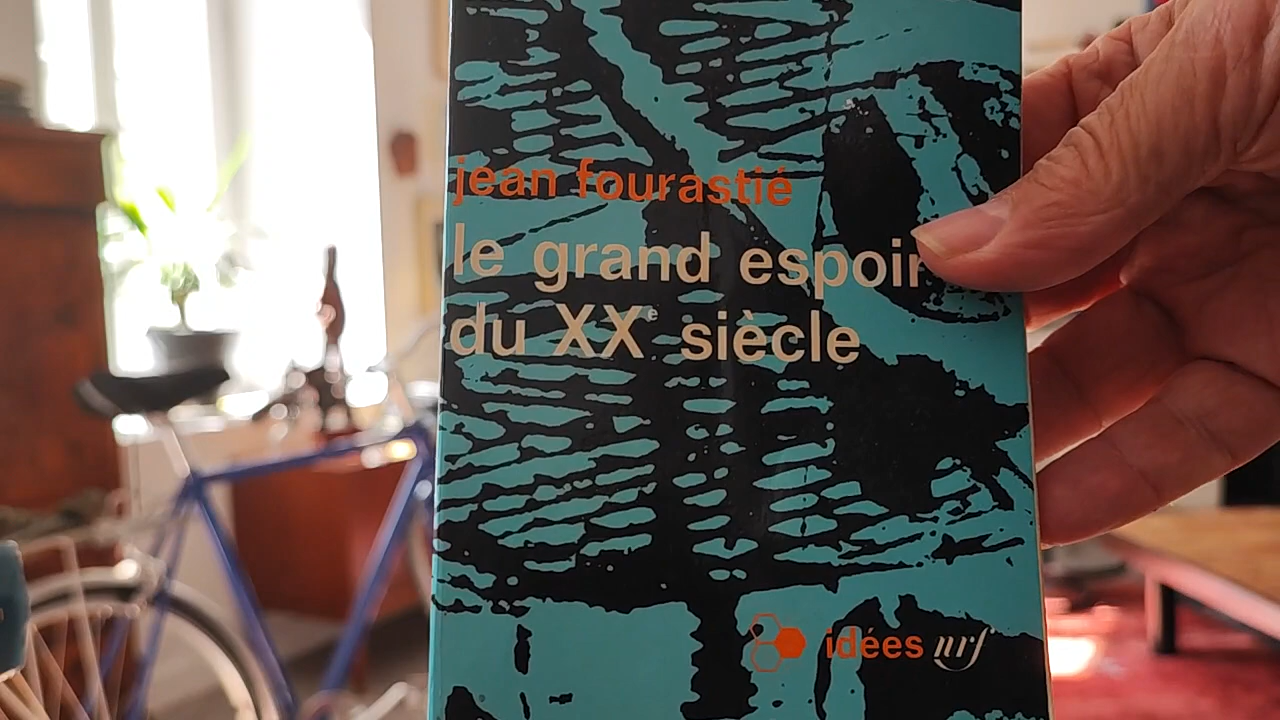 jean fourastié
le grand espoir
du XXe siècle
idées nrf